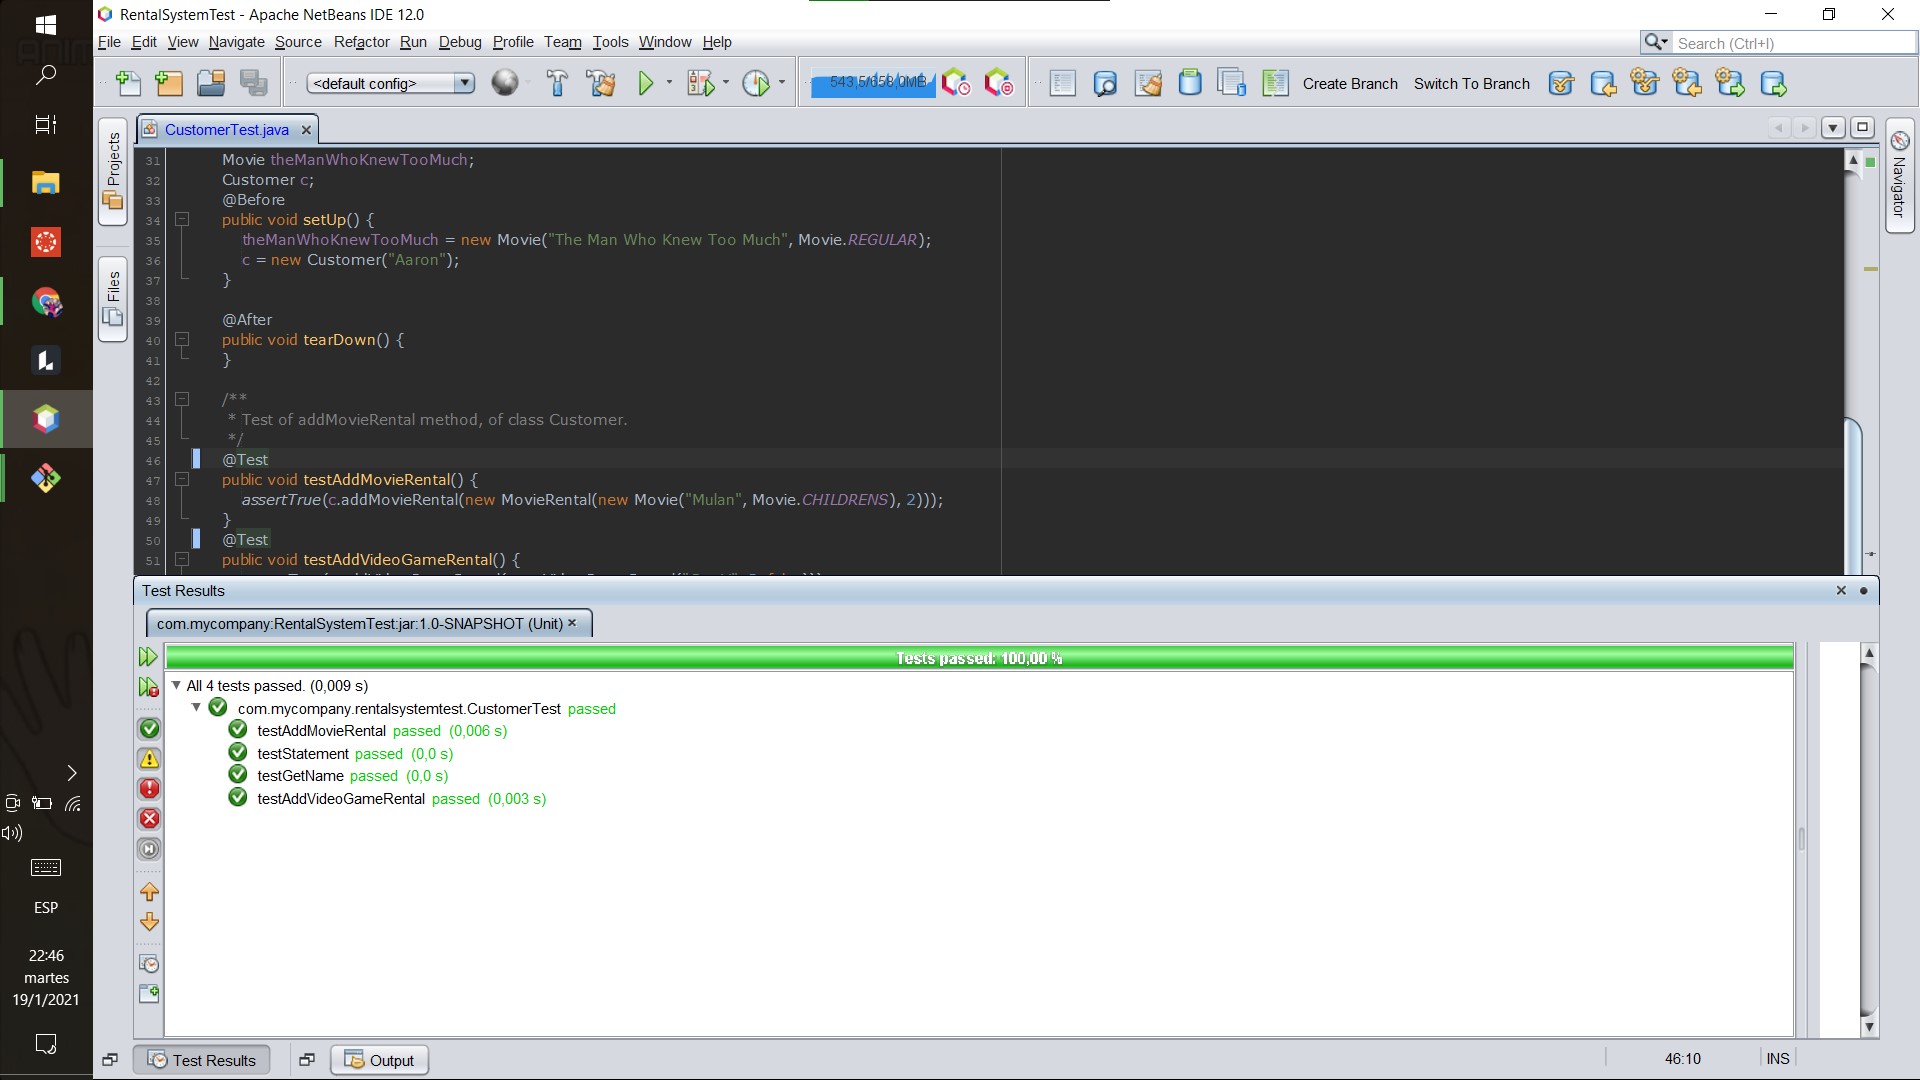 RentalSystemTest - Apache NetBeans IDE 12.0
File Edit View Navigate Source Refactor Run Debug Profile Team Tools Window Help
Search (Ctrl+I)
<default config>
543,5/658,0MB
Create Branch Switch To Branch
Projects
Files
Navigator
CustomerTest.java
31 Movie theManWhoKnewTooMuch;
32 Customer c;
33 @Before
34 public void setUp() {
35 theManWhoKnewTooMuch = new Movie("The Man Who Knew Too Much", Movie.REGULAR);
36 c = new Customer("Aaron");
37 }
38
39 @After
40 public void tearDown() {
41 }
42
43 /**
44 * Test of addMovieRental method, of class Customer.
45 */
46 @Test
47 public void testAddMovieRental() {
48 assertTrue(c.addMovieRental(new MovieRental(new Movie("Mulan", Movie.CHILDRENS), 2)));
49 }
50 @Test
51 public void testAddVideoGameRental() {
Test Results
com.mycompany:RentalSystemTest:jar:1.0-SNAPSHOT (Unit)
Tests passed: 100,00 %
All 4 tests passed. (0,009 s)
com.mycompany.rentalsystemtest.CustomerTest passed
testAddMovieRental passed (0,006 s)
testStatement passed (0,0 s)
testGetName passed (0,0 s)
testAddVideoGameRental passed (0,003 s)
Test Results
Output
46:10
INS
ESP
22:46
martes
19/1/2021